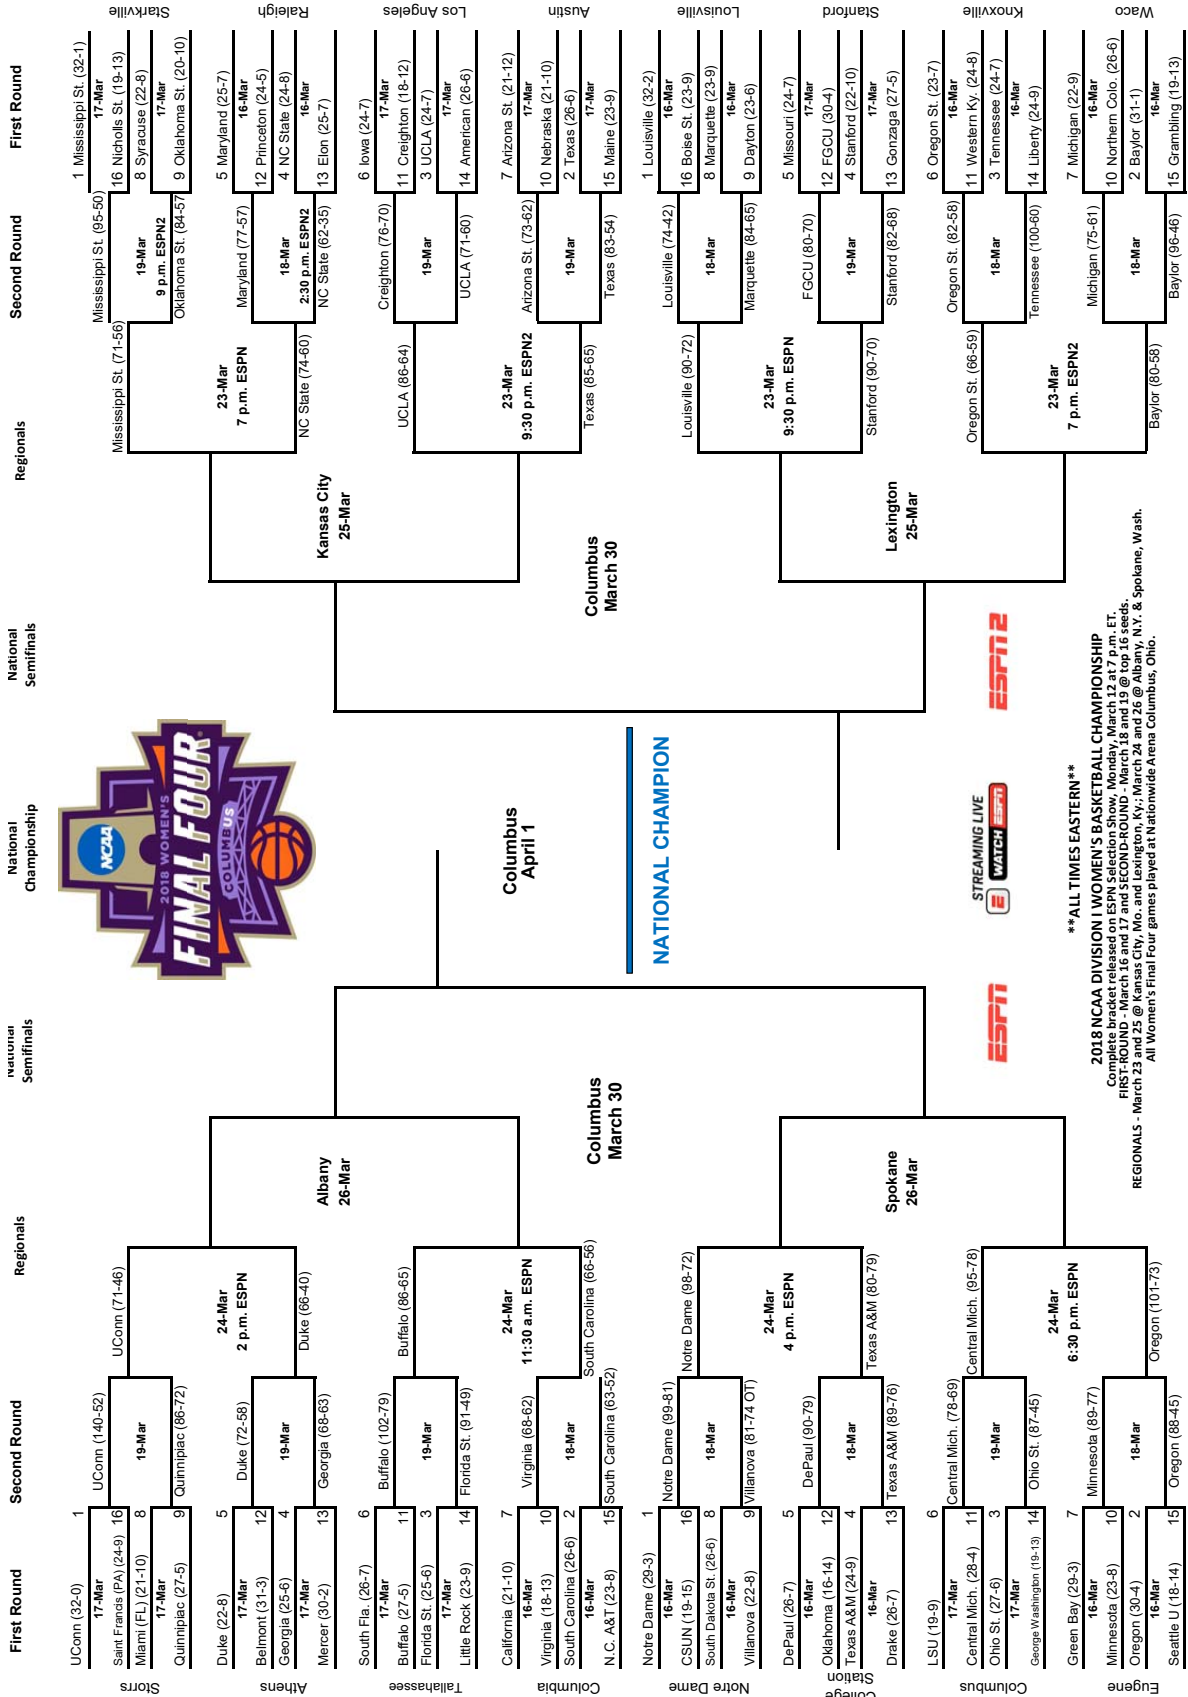 First Round
Second Round
Regionals
National
Semifinals
National
Championship
National
Semifinals
Regionals
Second Round
First Round
Storrs
UConn (32-0) 1
17-Mar
Saint Francis (PA) (24-9) 16
Miami (FL) (21-10) 8
17-Mar
Quinnipiac (27-5) 9
UConn (140-52)
19-Mar
Quinnipiac (86-72)
UConn (71-46)
Athens
Duke (22-8) 5
17-Mar
Belmont (31-3) 12
Georgia (25-6) 4
17-Mar
Mercer (30-2) 13
Duke (72-58)
19-Mar
Georgia (68-63)
Duke (66-40)
24-Mar
2 p.m. ESPN
Tallahassee
South Fla. (26-7) 6
17-Mar
Buffalo (27-5) 11
Florida St. (25-6) 3
17-Mar
Little Rock (23-9) 14
Buffalo (102-79)
19-Mar
Florida St. (91-49)
Buffalo (86-65)
Columbia
California (21-10) 7
16-Mar
Virginia (18-13) 10
South Carolina (26-6) 2
16-Mar
N.C. A&T (23-8) 15
Virginia (68-62)
18-Mar
South Carolina (63-52)
South Carolina (66-56)
24-Mar
11:30 a.m. ESPN
Albany
26-Mar
Notre Dame
Notre Dame (29-3) 1
16-Mar
CSUN (19-15) 16
South Dakota St. (26-6) 8
16-Mar
Villanova (22-8) 9
Notre Dame (99-81)
18-Mar
Villanova (81-74 OT)
Notre Dame (98-72)
College
Station
DePaul (26-7) 5
16-Mar
Oklahoma (16-14) 12
Texas A&M (24-9) 4
16-Mar
Drake (26-7) 13
DePaul (90-79)
18-Mar
Texas A&M (89-76)
Texas A&M (80-79)
24-Mar
4 p.m. ESPN
Columbus
LSU (19-9) 6
17-Mar
Central Mich. (28-4) 11
Ohio St. (27-6) 3
17-Mar
George Washington (19-13) 14
Central Mich. (78-69)
19-Mar
Ohio St. (87-45)
Central Mich. (95-78)
Eugene
Green Bay (29-3) 7
16-Mar
Minnesota (23-8) 10
Oregon (30-4) 2
16-Mar
Seattle U (18-14) 15
Minnesota (89-77)
18-Mar
Oregon (88-45)
Oregon (101-73)
24-Mar
6:30 p.m. ESPN
Spokane
26-Mar
Columbus
March 30
NCAA
2018 WOMEN'S
FINAL FOUR
COLUMBUS
Columbus
April 1
NATIONAL CHAMPION
Columbus
March 30
Starkville
1 Mississippi St. (32-1)
17-Mar
16 Nicholls St. (19-13)
8 Syracuse (22-8)
17-Mar
9 Oklahoma St. (20-10)
Mississippi St. (95-50)
19-Mar
9 p.m. ESPN2
Oklahoma St. (84-57
Mississippi St. (71-56)
Raleigh
5 Maryland (25-7)
16-Mar
12 Princeton (24-5)
4 NC State (24-8)
16-Mar
13 Elon (25-7)
Maryland (77-57)
18-Mar
2:30 p.m. ESPN2
NC State (62-35)
NC State (74-60)
23-Mar
7 p.m. ESPN
Los Angeles
6 Iowa (24-7)
17-Mar
11 Creighton (18-12)
3 UCLA (24-7)
17-Mar
14 American (26-6)
Creighton (76-70)
19-Mar
UCLA (71-60)
UCLA (86-64)
Austin
7 Arizona St. (21-12)
17-Mar
10 Nebraska (21-10)
2 Texas (26-6)
17-Mar
15 Maine (23-9)
Arizona St. (73-62)
19-Mar
Texas (83-54)
Texas (85-65)
23-Mar
9:30 p.m. ESPN2
Kansas City
25-Mar
Louisville
1 Louisville (32-2)
16-Mar
16 Boise St. (23-9)
8 Marquette (23-9)
16-Mar
9 Dayton (23-6)
Louisville (74-42)
18-Mar
Marquette (84-65)
Louisville (90-72)
Stanford
5 Missouri (24-7)
17-Mar
12 FGCU (30-4)
4 Stanford (22-10)
17-Mar
13 Gonzaga (27-5)
FGCU (80-70)
19-Mar
Stanford (82-68)
Stanford (90-70)
23-Mar
9:30 p.m. ESPN
Knoxville
6 Oregon St. (23-7)
16-Mar
11 Western Ky. (24-8)
3 Tennessee (24-7)
16-Mar
14 Liberty (24-9)
Oregon St. (82-58)
18-Mar
Tennessee (100-60)
Oregon St. (66-59)
Waco
7 Michigan (22-9)
16-Mar
10 Northern Colo. (26-6)
2 Baylor (31-1)
16-Mar
15 Grambling (19-13)
Michigan (75-61)
18-Mar
Baylor (96-46)
Baylor (80-58)
23-Mar
7 p.m. ESPN2
Lexington
25-Mar
ESPN
STREAMING LIVE
E WATCH ESPN
ESPN 2
**ALL TIMES EASTERN**
2018 NCAA DIVISION I WOMEN'S BASKETBALL CHAMPIONSHIP
Complete bracket released on ESPN Selection Show, Monday, March 12 at 7 p.m. ET.
FIRST-ROUND - March 16 and 17 and SECOND-ROUND - March 18 and 19 @ top 16 seeds.
REGIONALS - March 23 and 25 @ Kansas City, Mo. and Lexington, Ky.; March 24 and 26 @ Albany, N.Y. & Spokane, Wash.
All Women's Final Four games played at Nationwide Arena Columbus, Ohio.